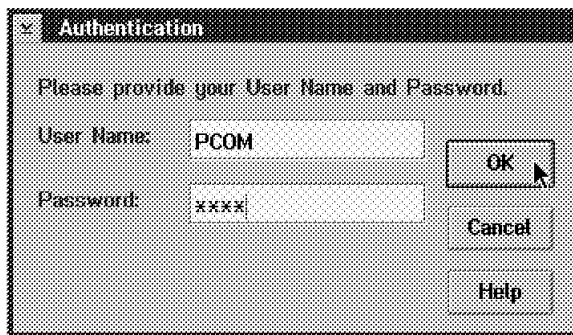 Authentication
Please provide your User Name and Password.
User Name:
PCOM
OK
Password:
xxxx
Cancel
Help